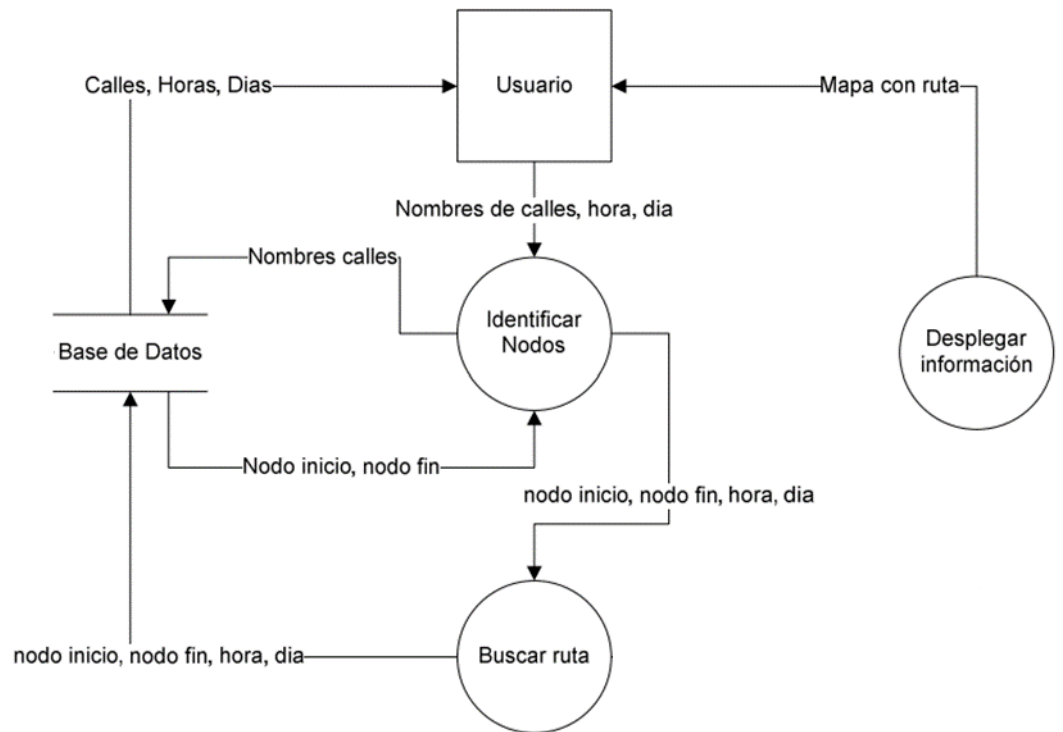 Calles, Horas, Dias
Usuario
Mapa con ruta
Nombres de calles, hora, dia
Nombres calles
Identificar
Nodos
Base de Datos
Desplegar
información
Nodo inicio, nodo fin
nodo inicio, nodo fin, hora, dia
nodo inicio, nodo fin, hora, dia
Buscar ruta